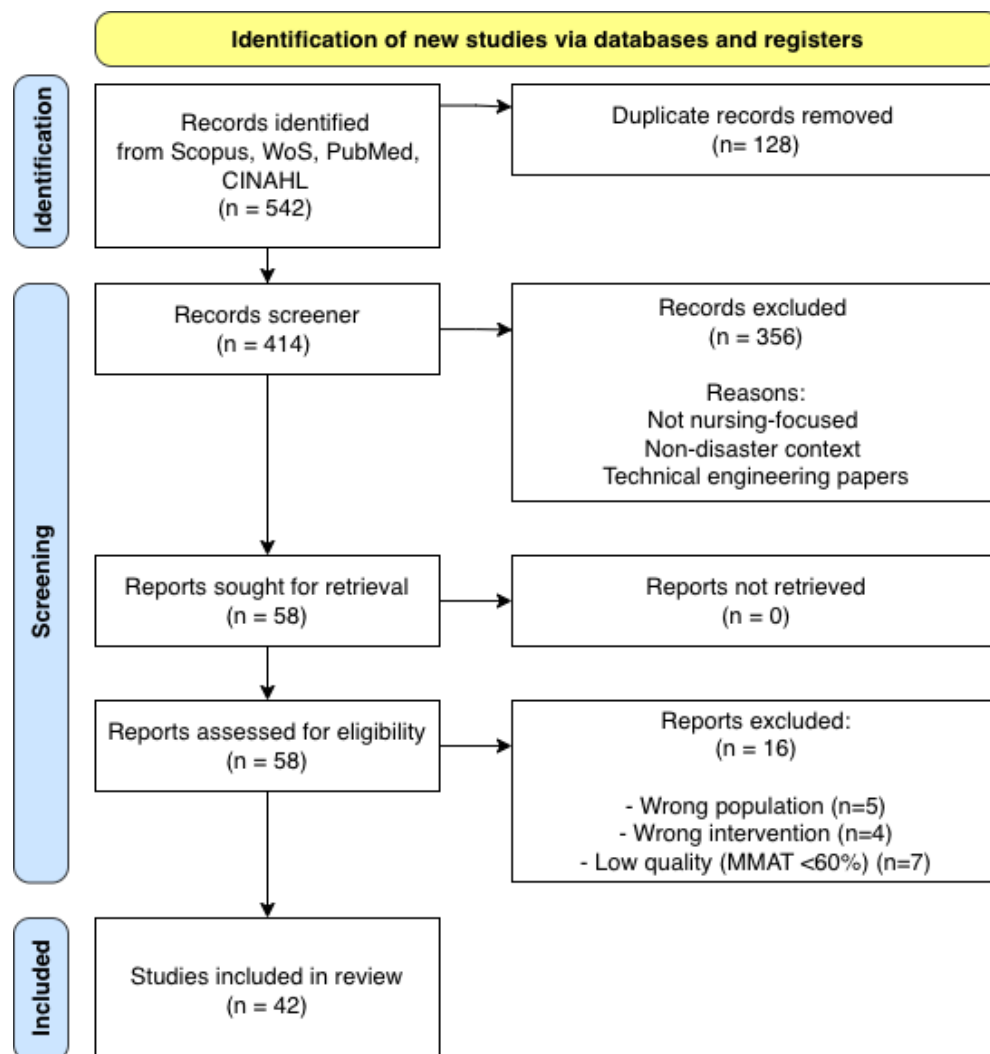 Identification of new studies via databases and registers
Identification
Records identified
from Scopus, WoS, PubMed,
CINAHL
(n = 542)
Duplicate records removed
(n= 128)
Screening
Records screener
(n = 414)
Records excluded
(n = 356)
Reasons:
Not nursing-focused
Non-disaster context
Technical engineering papers
Reports sought for retrieval
(n = 58)
Reports not retrieved
(n = 0)
Reports assessed for eligibility
(n = 58)
Reports excluded:
(n = 16)
- Wrong population (n=5)
- Wrong intervention (n=4)
- Low quality (MMAT <60%) (n=7)
Included
Studies included in review
(n = 42)